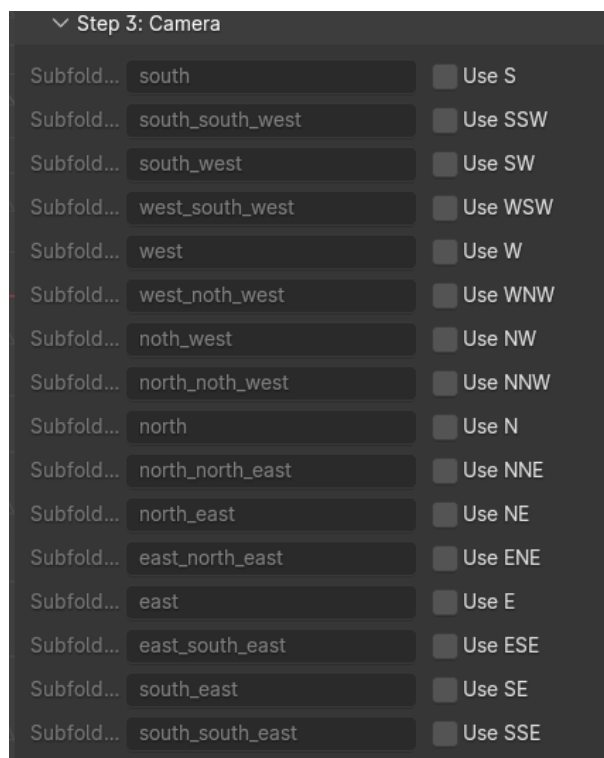 Step 3: Camera
Subfold... south Use S
Subfold... south_south_west Use SSW
Subfold... south_west Use SW
Subfold... west_south_west Use WSW
Subfold... west Use W
Subfold... west_noth_west Use WNW
Subfold... noth_west Use NW
Subfold... north_noth_west Use NNW
Subfold... north Use N
Subfold... north_north_east Use NNE
Subfold... north_east Use NE
Subfold... east_north_east Use ENE
Subfold... east Use E
Subfold... east_south_east Use ESE
Subfold... south_east Use SE
Subfold... south_south_east Use SSE